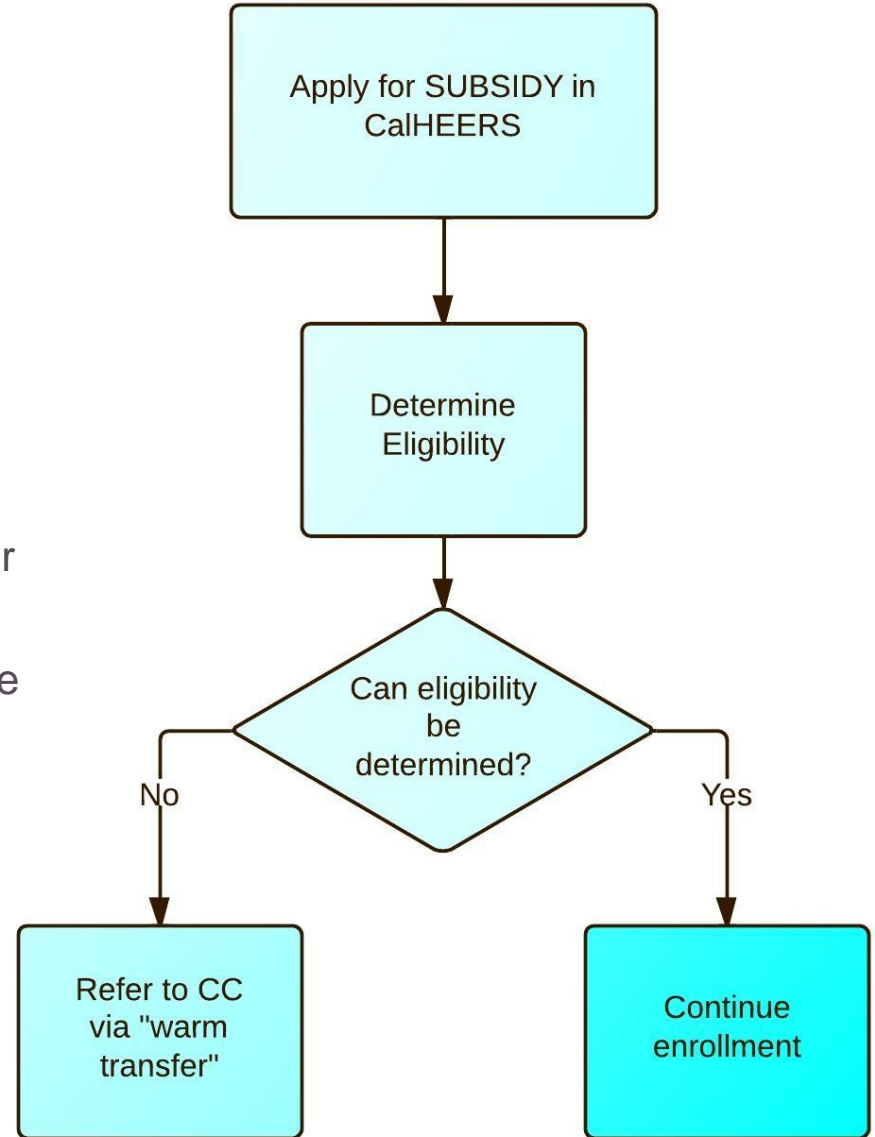 Apply for SUBSIDY in
CalHEERS
Determine
Eligibility
r
e
Can eligibility
be
determined?
No
Yes
Refer to CC
via "warm
transfer"
Continue
enrollment